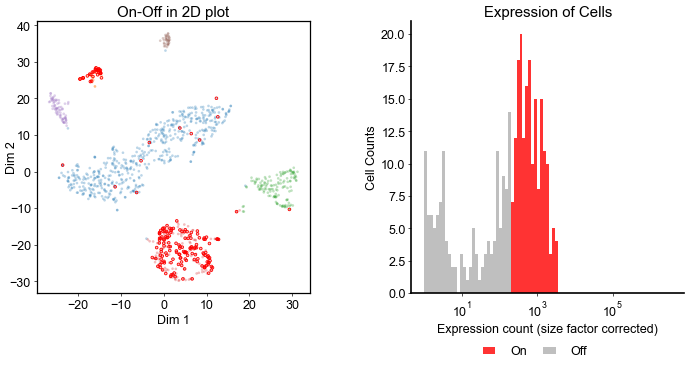 On-Off in 2D plot
40
30
20
10
0
−10
−20
−30
Dim 2
−20 −10 0 10 20 30
Dim 1
Expression of Cells
20.0
17.5
15.0
12.5
10.0
7.5
5.0
2.5
0.0
Cell Counts
10^1 10^3 10^5
Expression count (size factor corrected)
On Off